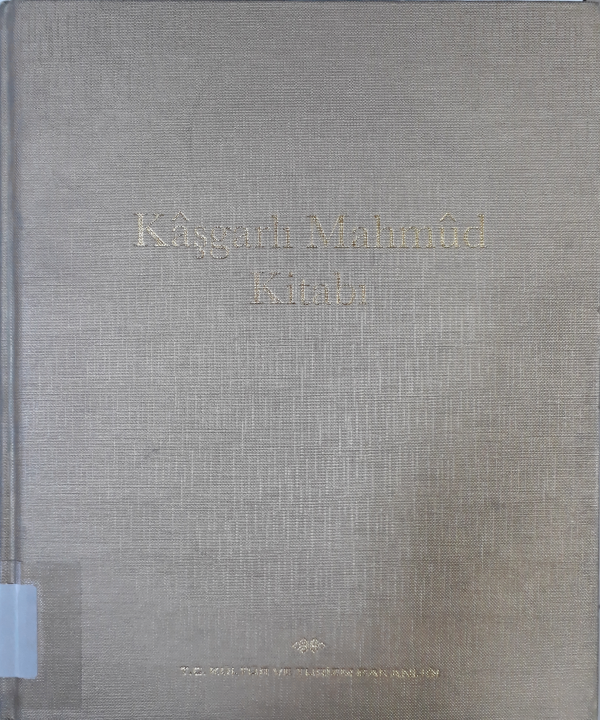 Kâşgarlı Mahmûd
Kitabı
T.C. KÜLTÜR VE TURİZM BAKANLIĞI